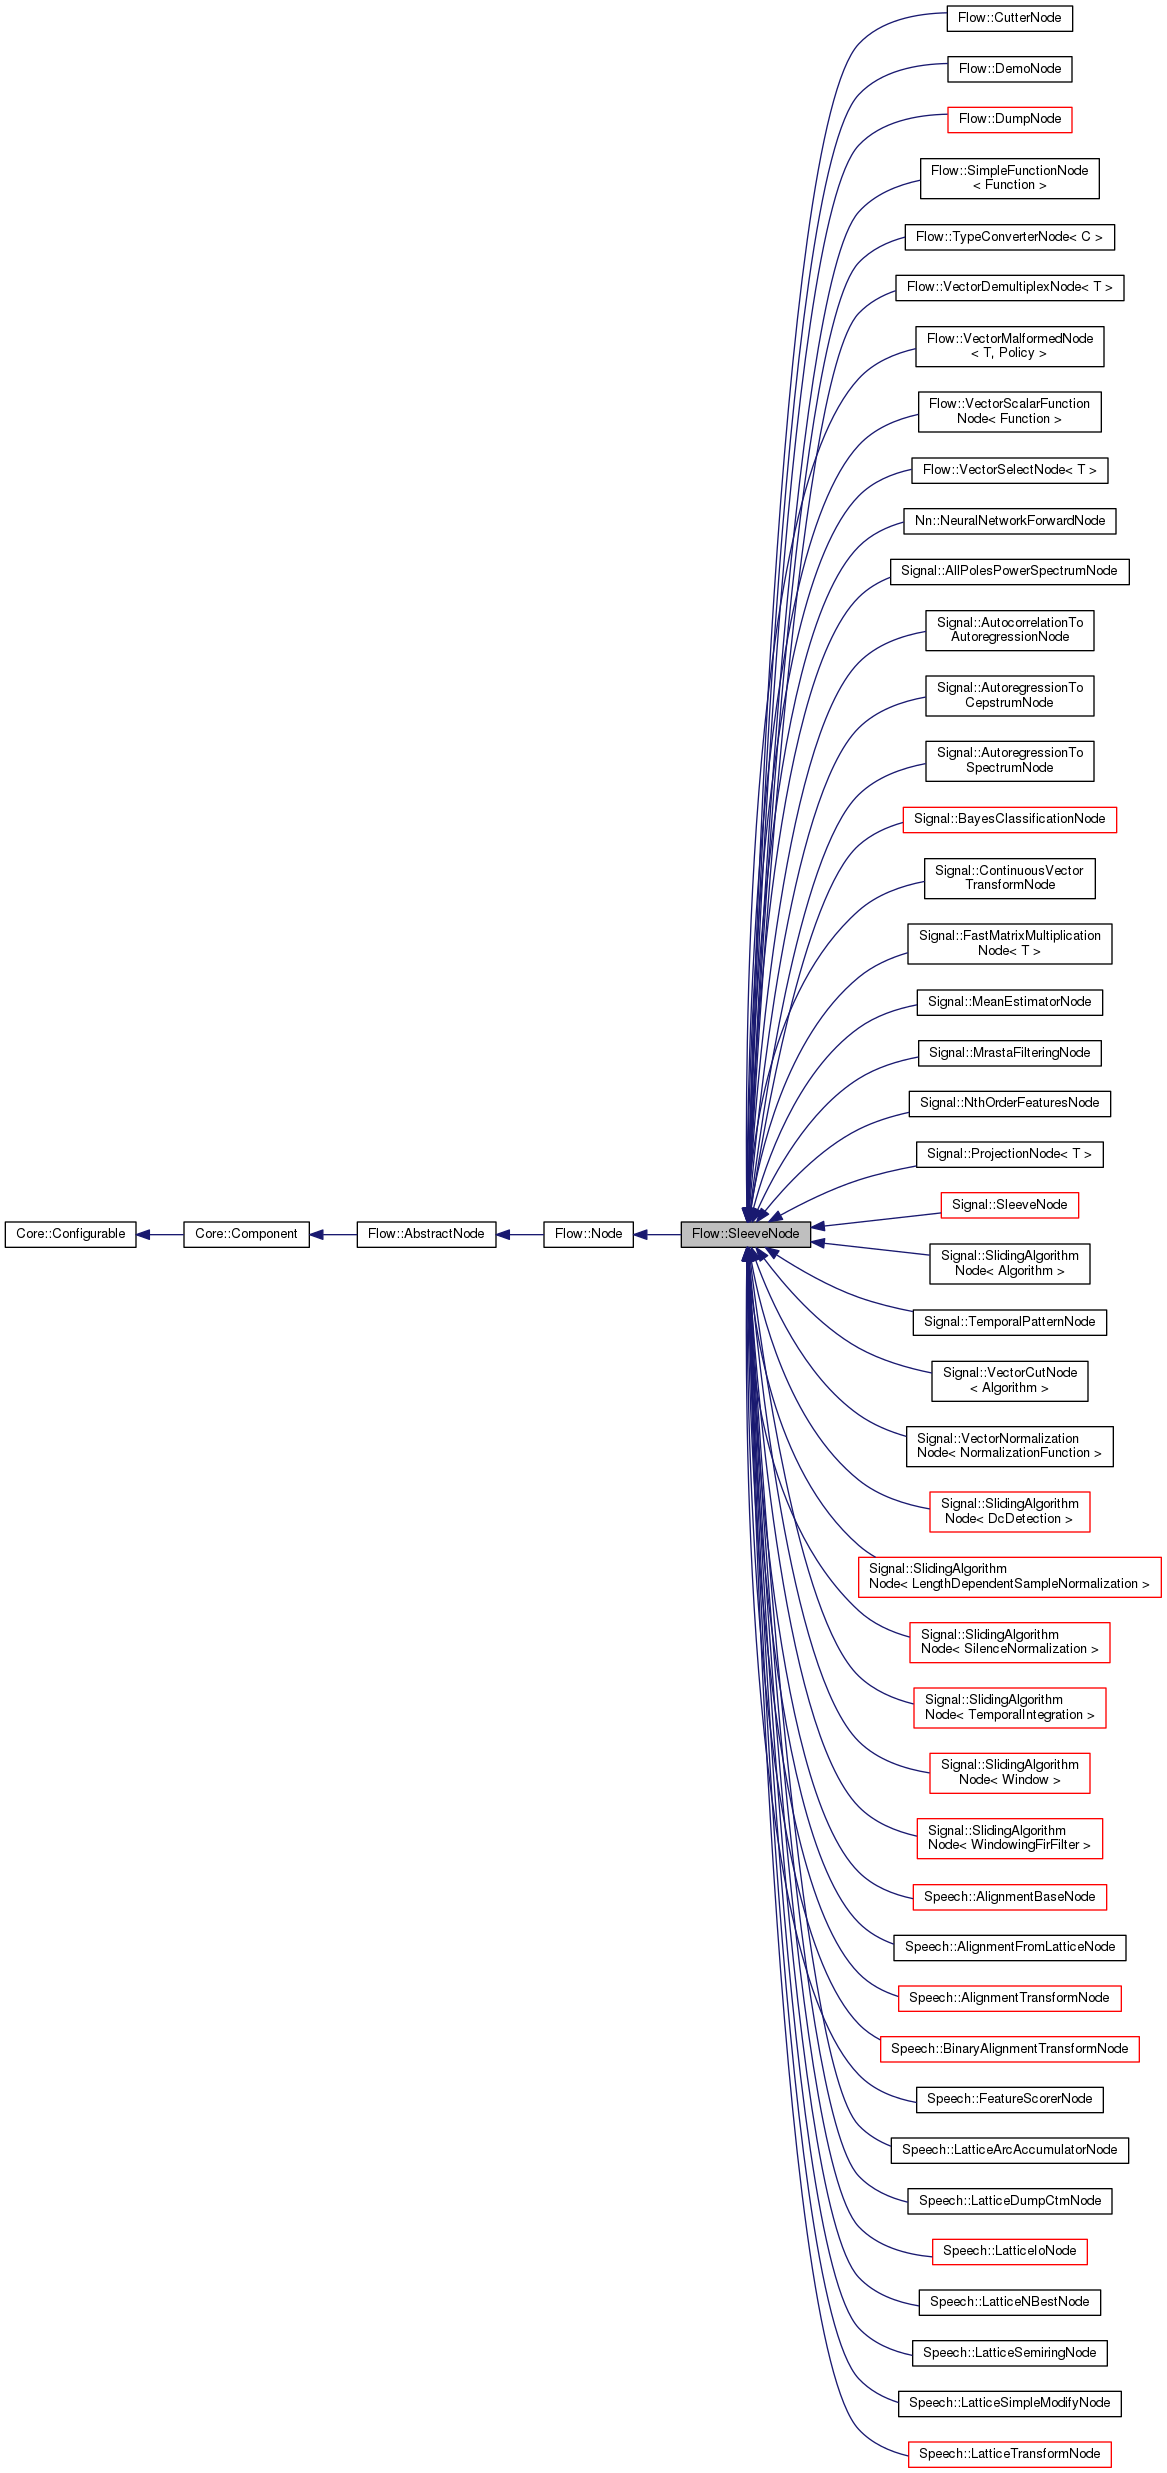 Flow::CutterNode
Flow::DemoNode
Flow::DumpNode
Flow::SimpleFunctionNode
< Function >
Flow::TypeConverterNode< C >
Flow::VectorDemultiplexNode< T >
Flow::VectorMalformedNode
< T, Policy >
Flow::VectorScalarFunction
Node< Function >
Flow::VectorSelectNode< T >
Nn::NeuralNetworkForwardNode
Signal::AllPolesPowerSpectrumNode
Signal::AutocorrelationTo
AutoregressionNode
Signal::AutoregressionTo
CepstrumNode
Signal::AutoregressionTo
SpectrumNode
Signal::BayesClassificationNode
Signal::ContinuousVector
TransformNode
Signal::FastMatrixMultiplication
Node< T >
Signal::MeanEstimatorNode
Signal::MrastaFilteringNode
Signal::NthOrderFeaturesNode
Signal::ProjectionNode< T >
Signal::SleeveNode
Core::Configurable
Core::Component
Flow::AbstractNode
Flow::Node
Flow::SleeveNode
Signal::SlidingAlgorithm
Node< Algorithm >
Signal::TemporalPatternNode
Signal::VectorCutNode
< Algorithm >
Signal::VectorNormalization
Node< NormalizationFunction >
Signal::SlidingAlgorithm
Node< DcDetection >
Signal::SlidingAlgorithm
Node< LengthDependentSampleNormalization >
Signal::SlidingAlgorithm
Node< SilenceNormalization >
Signal::SlidingAlgorithm
Node< TemporalIntegration >
Signal::SlidingAlgorithm
Node< Window >
Signal::SlidingAlgorithm
Node< WindowingFirFilter >
Speech::AlignmentBaseNode
Speech::AlignmentFromLatticeNode
Speech::AlignmentTransformNode
Speech::BinaryAlignmentTransformNode
Speech::FeatureScorerNode
Speech::LatticeArcAccumulatorNode
Speech::LatticeDumpCtmNode
Speech::LatticeIoNode
Speech::LatticeNBestNode
Speech::LatticeSemiringNode
Speech::LatticeSimpleModifyNode
Speech::LatticeTransformNode